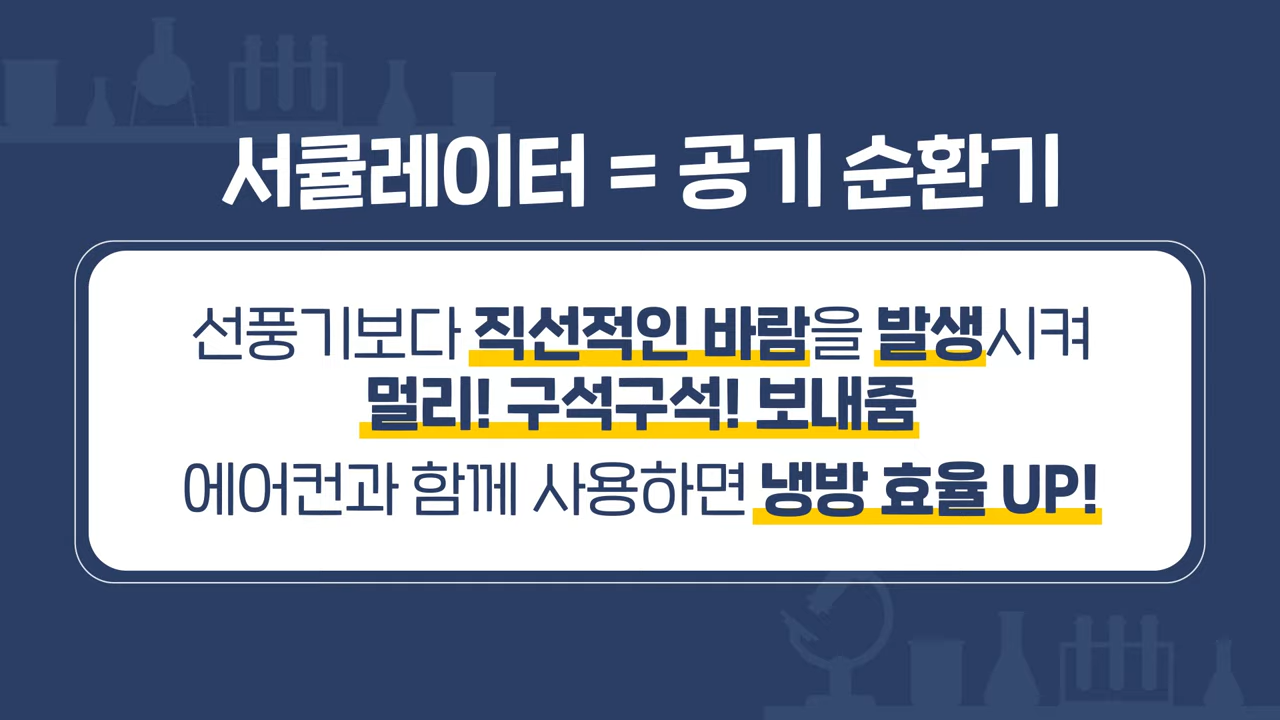 서큘레이터 = 공기 순환기
선풍기보다 직선적인 바람을 발생시켜
멀리! 구석구석! 보내줌
에어컨과 함께 사용하면 냉방 효율 UP!